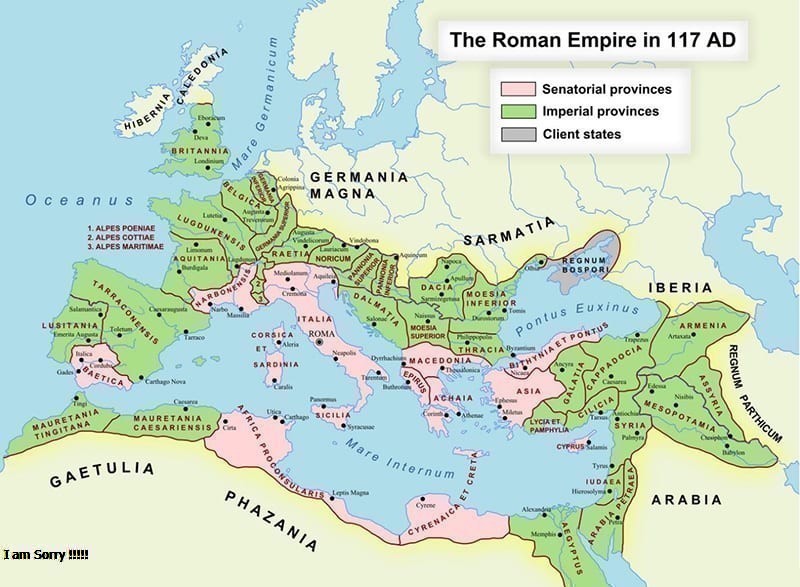 The Roman Empire in 117 AD
Senatorial provinces
Imperial provinces
Client states
HIBERNIA
CALEDONIA
Mare Germanicum
Eboracum
Deva
BRITANNIA
Londinium
Oceanus
GERMANIA
MAGNA
GERMANIA
INFERIOR
Colonia
Agrippina
BELGICA
Augusta
Treverorum
GERMANIA SUPERIOR
Lutetia
LUGDUNENSIS
1. ALPES POENIAE
2. ALPES COTTIAE
3. ALPES MARITIMAE
Limonum
AQUITANIA
Lugdunum
Burdigala
NARBONENSIS
Narbo
Massilia
1
2
3
Augusta
Vindelicorum
RAETIA
Lauriacum
NORICUM
Vindobona
PANNONIA
SUPERIOR
PANNONIA
INFERIOR
Aquincum
SARMATIA
Napoca
Apullum
DACIA
Sarmizegetusa
Olbia
REGNUM
BOSPORI
MOESIA
INFERIOR
Tomis
Durostorum
Naissus
MOESIA
SUPERIOR
Philippopolis
THRACIA
Byzantium
Pontus Euxinus
IBERIA
ARMENIA
Artaxata
REGNUM PARTHICUM
Mediolanum
Cremona
Aquileia
DALMATIA
Salonae
ITALIA
ROMA
Neapolis
Tarentum
CORSICA
Aleria
ET
SARDINIA
Caralis
Panormus
SICILIA
Syracusae
Dyrrhachium
MACEDONIA
Thessalonica
Buthrotum
EPIRUS
ACHAIA
Corinth
Athenae
BITHYNIA ET PONTUS
Nicaea
Trapezus
ASIA
Ephesus
Miletus
Ancyra
GALATIA
CAPPADOCIA
Caesarea
CILICIA
Tarsus
LYCIA ET
PAMPHYLIA
CYPRUS
Salamis
Edessa
Nisibis
ASSYRIA
MESOPOTAMIA
Ctesiphon
Babylon
Antiochia
SYRIA
Palmyra
Tyrus
IUDAEA
Hierosolyma
ARABIA PETRAEA
Petra
ARABIA
Alexandria
Memphis
AEGYPTUS
TARRACONENSIS
Salamantica
Caesaraugusta
LUSITANIA
Toletum
Emerita Augusta
Tarraco
Italica
Corduba
Gades
BAETICA
Carthago Nova
Tingi
MAURETANIA
TINGITANA
Caesarea
MAURETANIA
CAESARIENSIS
Cirta
Utica
Carthago
AFRICA PROCONSULARIS
Leptis Magna
Mare Internum
Cyrene
CYRENAICA ET CRETA
GAETULIA
PHAZANIA
I am Sorry !!!!!